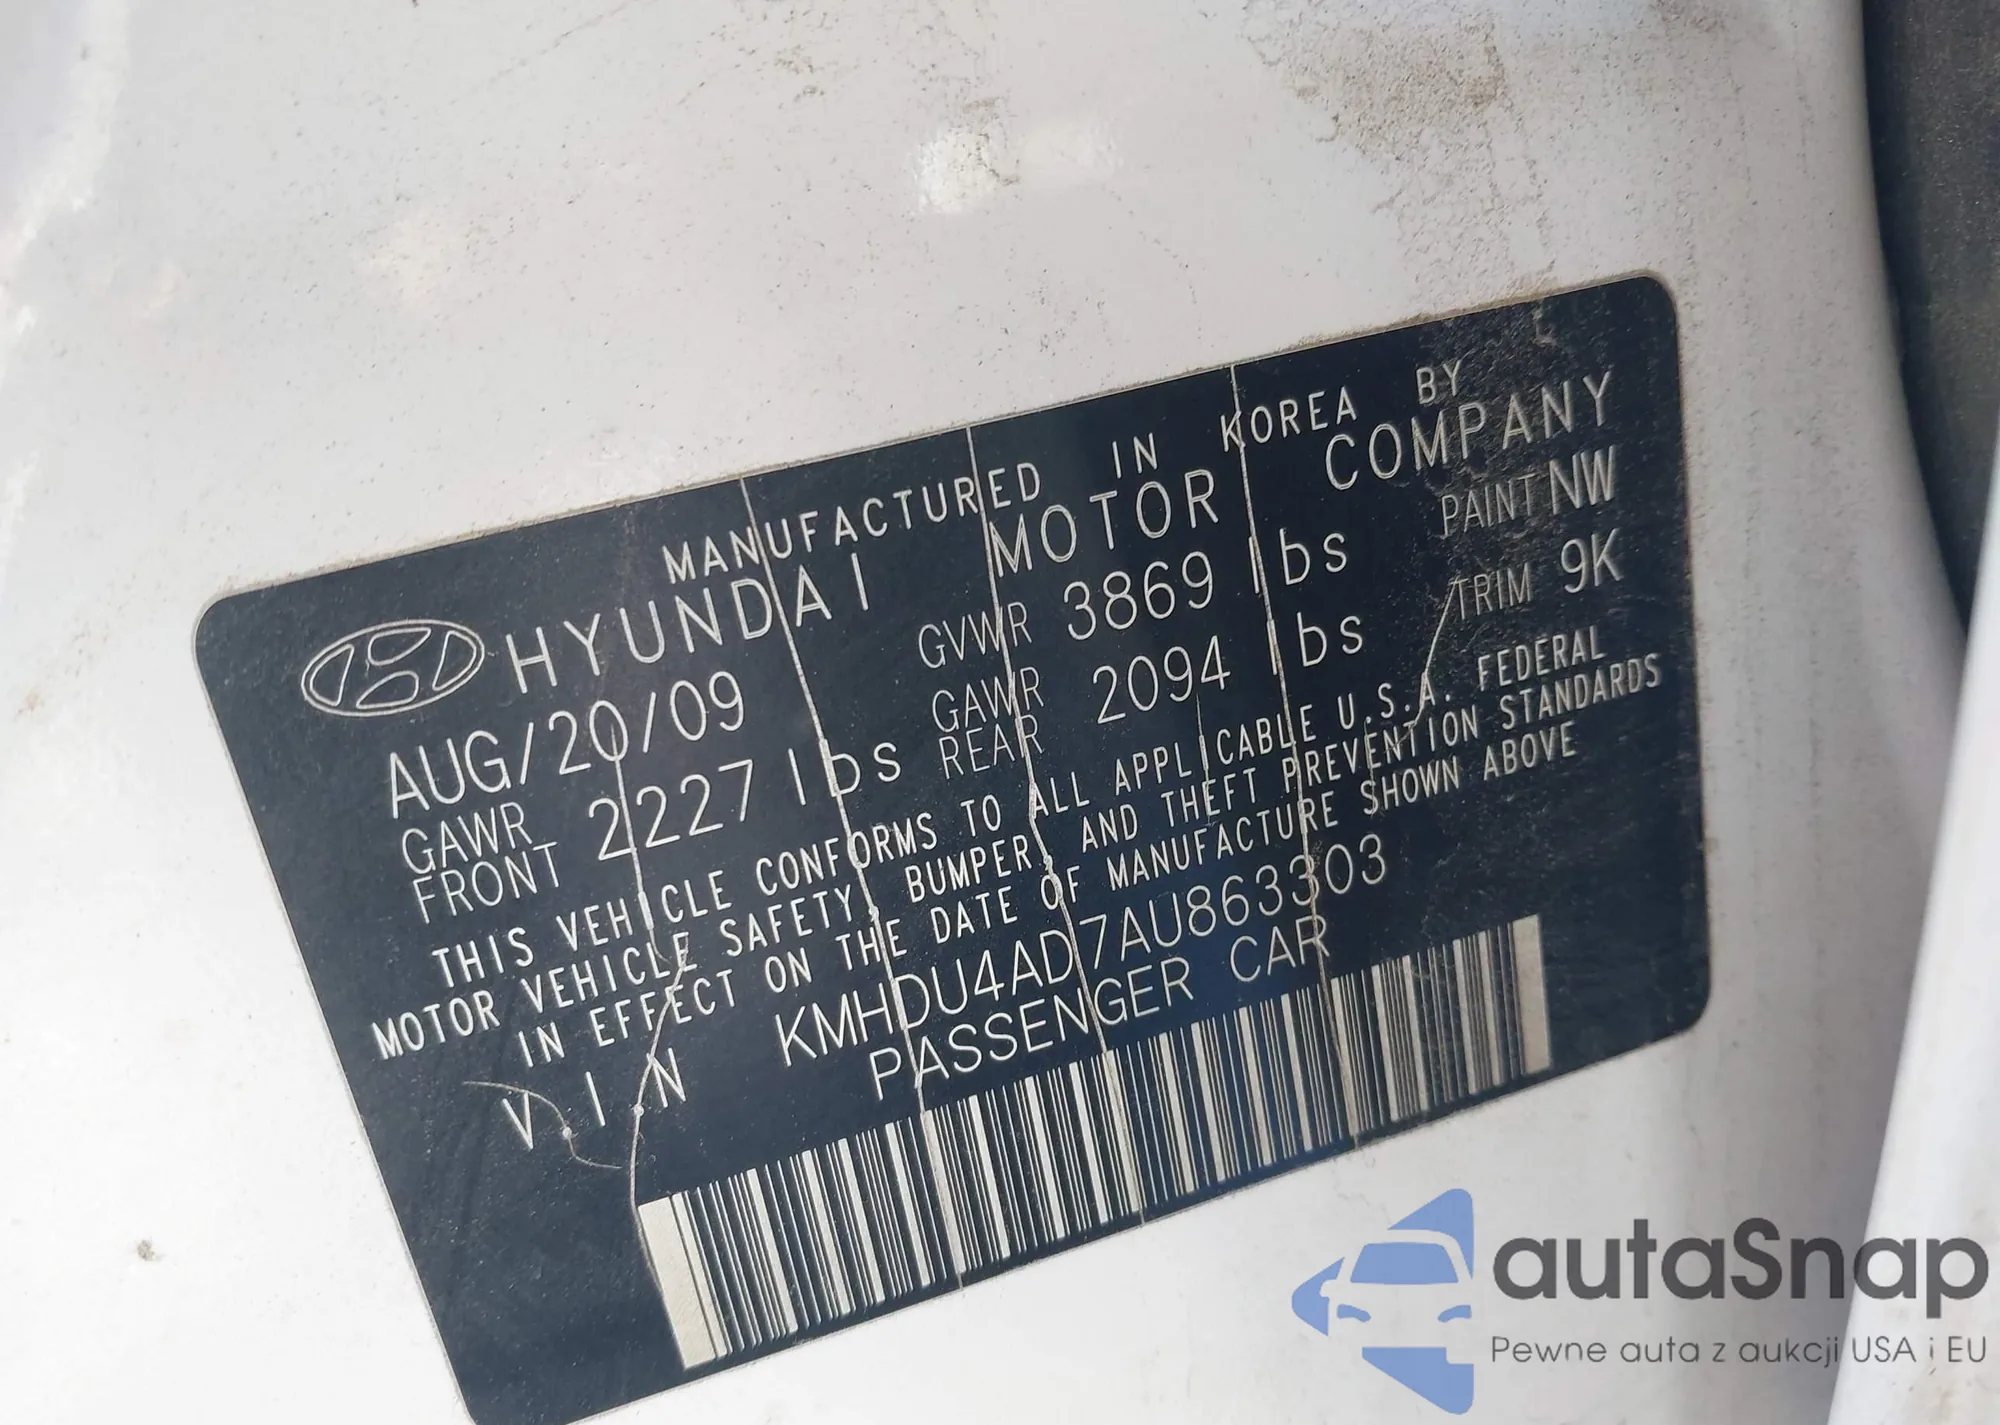 MANUFACTURED IN KOREA BY
HYUNDAI MOTOR COMPANY
AUG/20/09 GVWR 3869 lbs PAINT NW
GAWR FRONT 2227 lbs GAWR REAR 2094 lbs TRIM 9K
THIS VEHICLE CONFORMS TO ALL APPLICABLE U.S.A. FEDERAL
MOTOR VEHICLE SAFETY, BUMPER, AND THEFT PREVENTION STANDARDS
IN EFFECT ON THE DATE OF MANUFACTURE SHOWN ABOVE
V.I.N KMHDU4AD7AU863303
PASSENGER CAR
autaSnap
Pewne auta z aukcji USA i EU